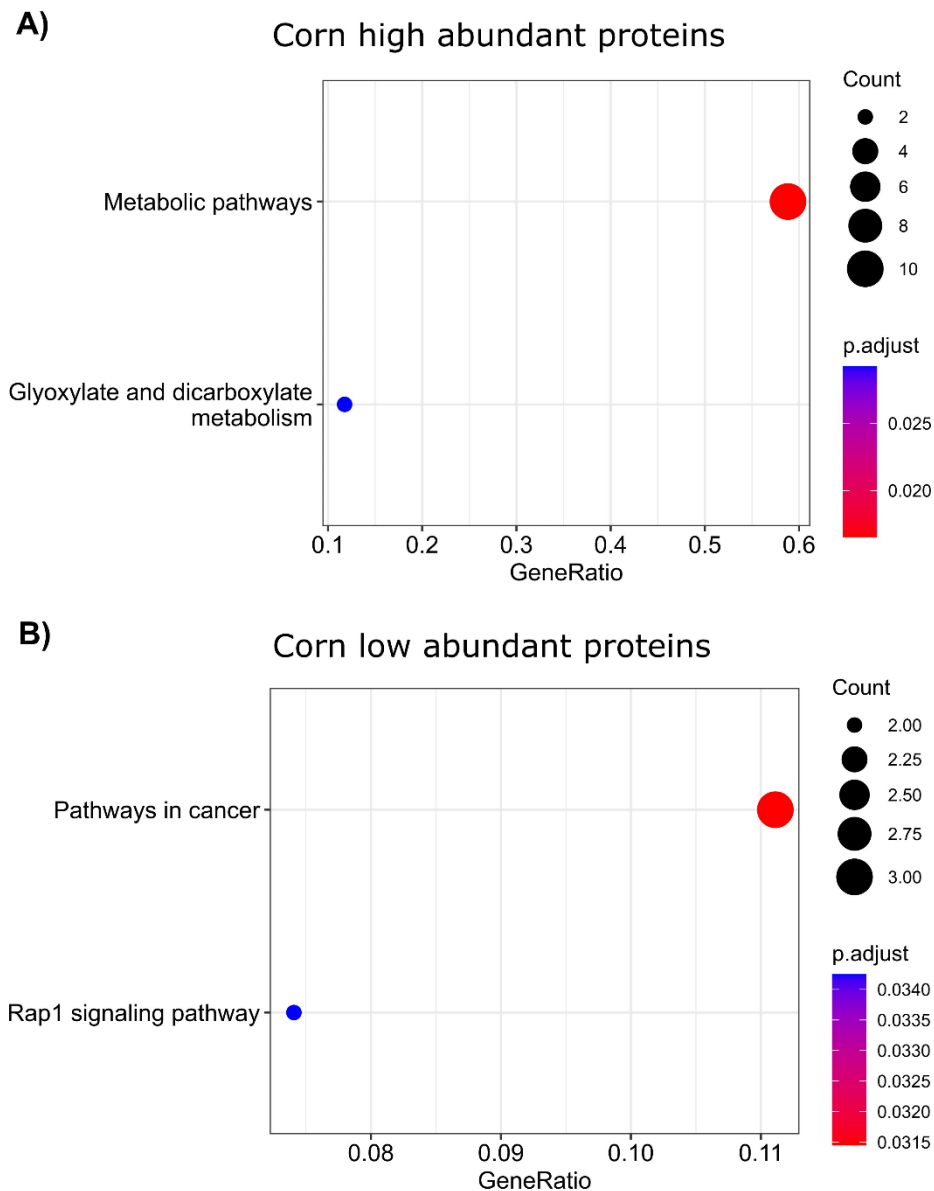 A)
Corn high abundant proteins
Metabolic pathways
Glyoxylate and dicarboxylate
metabolism
0.1 0.2 0.3 0.4 0.5 0.6
GeneRatio
Count
2
4
6
8
10
p.adjust
0.025
0.020
B)
Corn low abundant proteins
Pathways in cancer
Rap1 signaling pathway
0.08 0.09 0.10 0.11
GeneRatio
Count
2.00
2.25
2.50
2.75
3.00
p.adjust
0.0340
0.0335
0.0330
0.0325
0.0320
0.0315